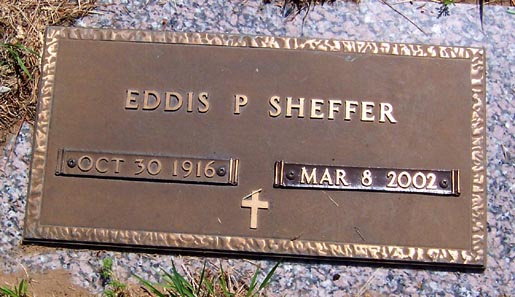 EDDIS P SHEFFER
OCT 30 1916 MAR 8 2002